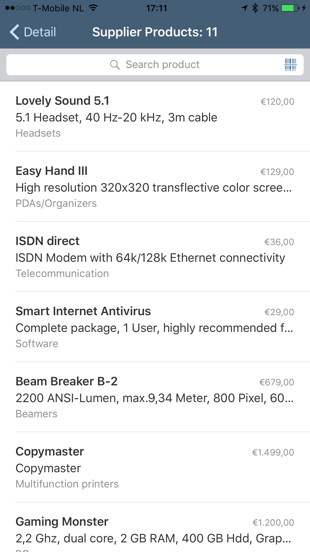 T-Mobile NL 17:11 71%
Detail Supplier Products: 11
Search product
Lovely Sound 5.1 €120,00
5.1 Headset, 40 Hz-20 kHz, 3m cable
Headsets
Easy Hand III €129,00
High resolution 320x320 transflective color scree...
PDAs/Organizers
ISDN direct €36,00
ISDN Modem with 64k/128k Ethernet connectivity
Telecommunication
Smart Internet Antivirus €29,00
Complete package, 1 User, highly recommended f...
Software
Beam Breaker B-2 €679,00
2200 ANSI-Lumen, max.9,34 Meter, 800 Pixel, 60...
Beamers
Copymaster €1.499,00
Copymaster
Multifunction printers
Gaming Monster €1.200,00
2,2 Ghz, dual core, 2 GB RAM, 400 GB Hdd, Grap...